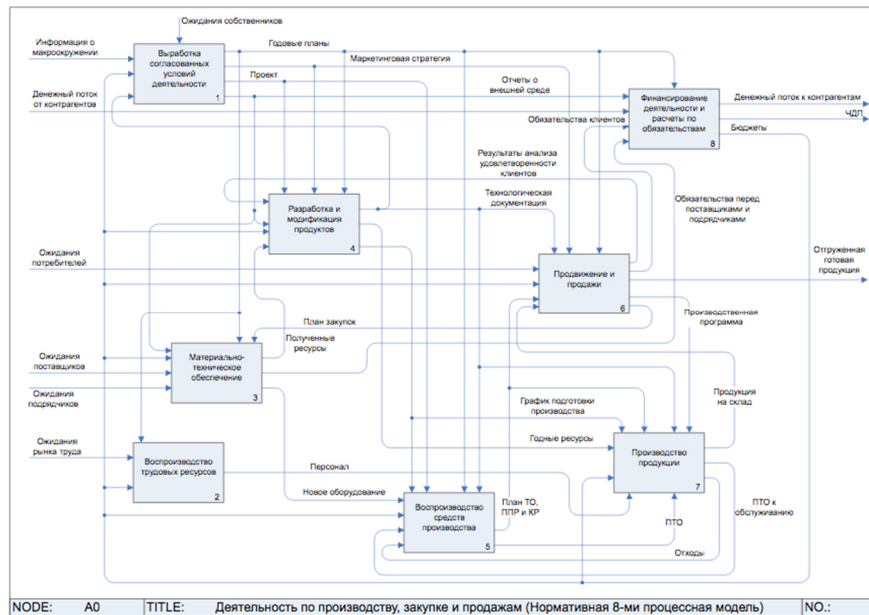 Ожидания собственников
Информация о
макроокружении
Выработка
согласованных
условий
деятельности
1
Годовые планы
Маркетинговая стратегия
Проект
Отчеты о
внешней среде
Денежный поток
от контрагентов
Обязательства клиентов
Финансирование
деятельности и
расчеты по
обязательствам
8
Денежный поток к контрагентам
ЧДП
Бюджеты
Результаты анализа
удовлетворенности
клиентов
Технологическая
документация
Обязательства перед
поставщиками и
подрядчиками
Разработка и
модификация
продуктов
4
Ожидания
потребителей
Продвижение и
продажи
6
Отгруженная
готовая
продукция
План закупок
Полученные
ресурсы
Производственная
программа
Ожидания
поставщиков
Материально-
техническое
обеспечение
3
Ожидания
подрядчиков
График подготовки
производства
Продукция
на склад
Годные ресурсы
Ожидания
рынка труда
Воспроизводство
трудовых ресурсов
2
Персонал
Производство
продукции
7
Новое оборудование
Воспроизводство
средств
производства
5
План ТО,
ППР и КР
ПТО
ПТО к
обслуживанию
Отходы
NODE: A0 TITLE: Деятельность по производству, закупке и продажам (Нормативная 8-ми процессная модель) NO.: